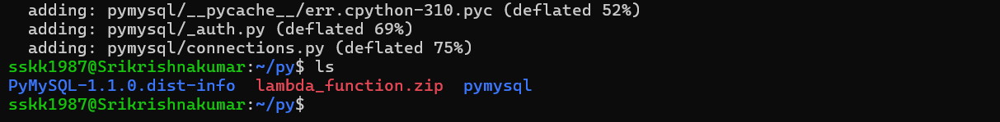 adding: pymysql/__pycache__/err.cpython-310.pyc (deflated 52%)
adding: pymysql/_auth.py (deflated 69%)
adding: pymysql/connections.py (deflated 75%)
sskk1987@Srikrishnakumar:~/py$ ls
PyMySQL-1.1.0.dist-info lambda_function.zip pymysql
sskk1987@Srikrishnakumar:~/py$